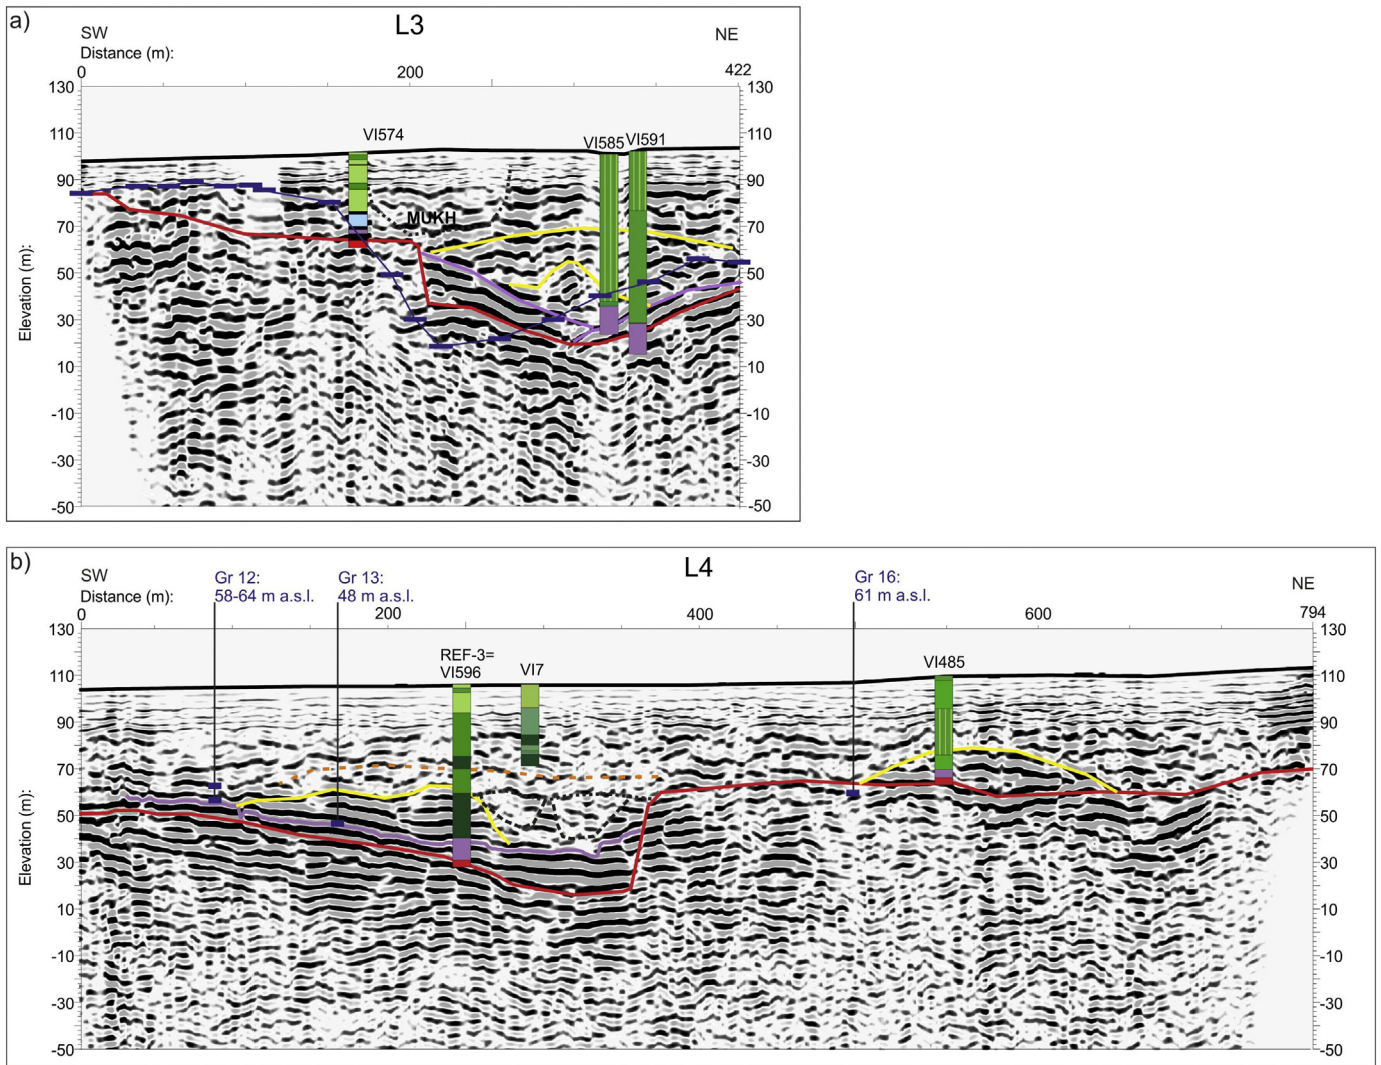 a)
L3
SW
NE
Distance (m):
0
200
422
130
130
110
110
90
90
70
70
50
50
30
30
10
10
-10
-10
-30
-30
-50
-50
Elevation (m):
VI574
VI585
VI591
MUKH
b)
L4
SW
Gr 12:
Gr 13:
Gr 16:
NE
Distance (m):
58-64 m a.s.l.
48 m a.s.l.
61 m a.s.l.
0
200
400
600
794
130
130
110
110
90
90
70
70
50
50
30
30
10
10
-10
-10
-30
-30
-50
-50
Elevation (m):
REF-3=
VI596
VI7
VI485